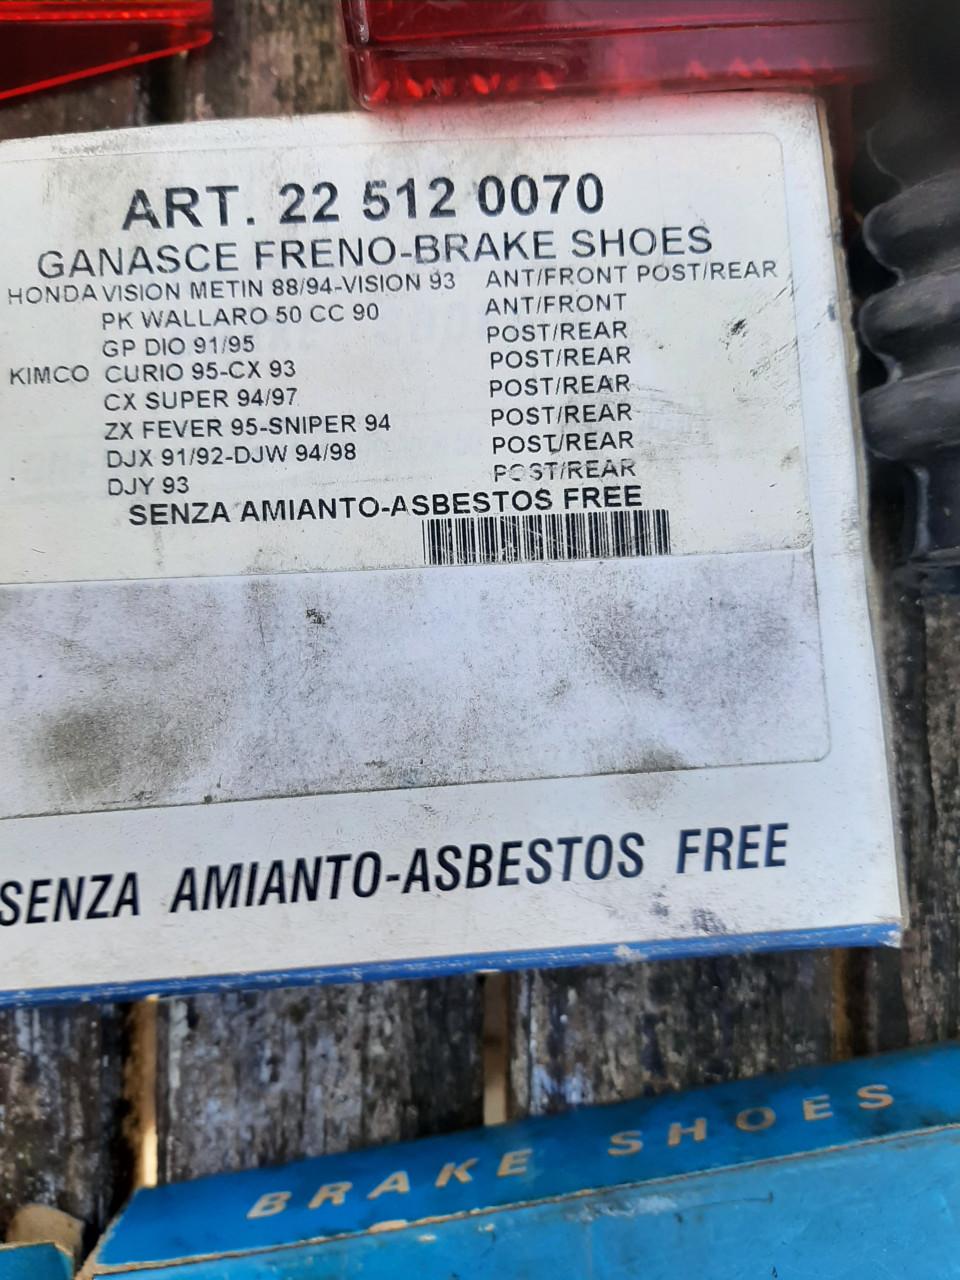 ART. 22 512 0070
GANASCE FRENO-BRAKE SHOES
HONDA VISION METIN 88/94-VISION 93 ANT/FRONT POST/REAR
PK WALLARO 50 CC 90 ANT/FRONT
GP DIO 91/95 POST/REAR
KIMCO CURIO 95-CX 93 POST/REAR
CX SUPER 94/97 POST/REAR
ZX FEVER 95-SNIPER 94 POST/REAR
DJX 91/92-DJW 94/98 POST/REAR
DJY 93 POST/REAR
SENZA AMIANTO-ASBESTOS FREE
SENZA AMIANTO-ASBESTOS FREE
BRAKE SHOES